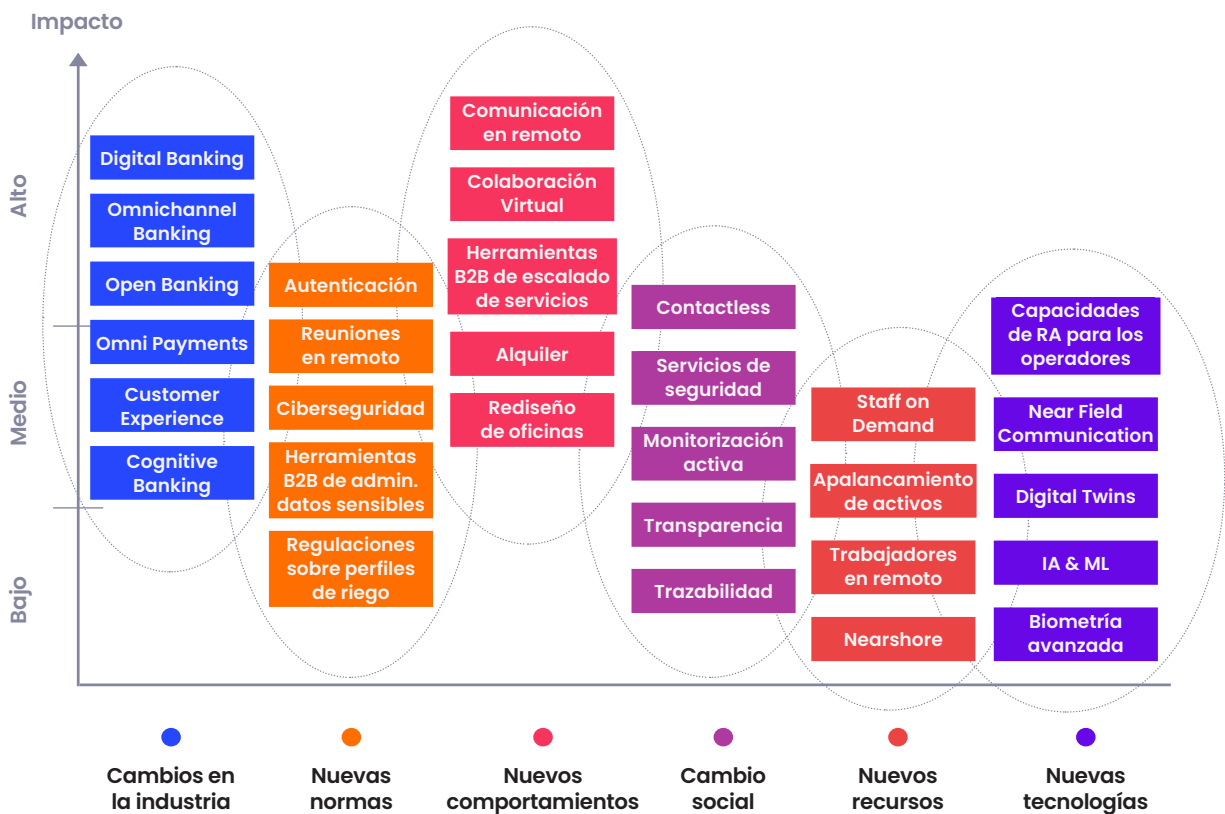 Impacto
Alto
Medio
Bajo
Digital Banking
Omnichannel
Banking
Open Banking
Omni Payments
Customer
Experience
Cognitive
Banking
Autenticación
Reuniones
en remoto
Ciberseguridad
Herramientas
B2B de admin.
datos sensibles
Regulaciones
sobre perfiles
de riego
Comunicación
en remoto
Colaboración
Virtual
Herramientas
B2B de escalado
de servicios
Alquiler
Rediseño
de oficinas
Contactless
Servicios de
seguridad
Monitorización
activa
Transparencia
Trazabilidad
Staff on
Demand
Apalancamiento
de activos
Trabajadores
en remoto
Nearshore
Capacidades
de RA para los
operadores
Near Field
Communication
Digital Twins
IA & ML
Biometría
avanzada
Cambios en
la industria
Nuevas
normas
Nuevos
comportamientos
Cambio
social
Nuevos
recursos
Nuevas
tecnologías